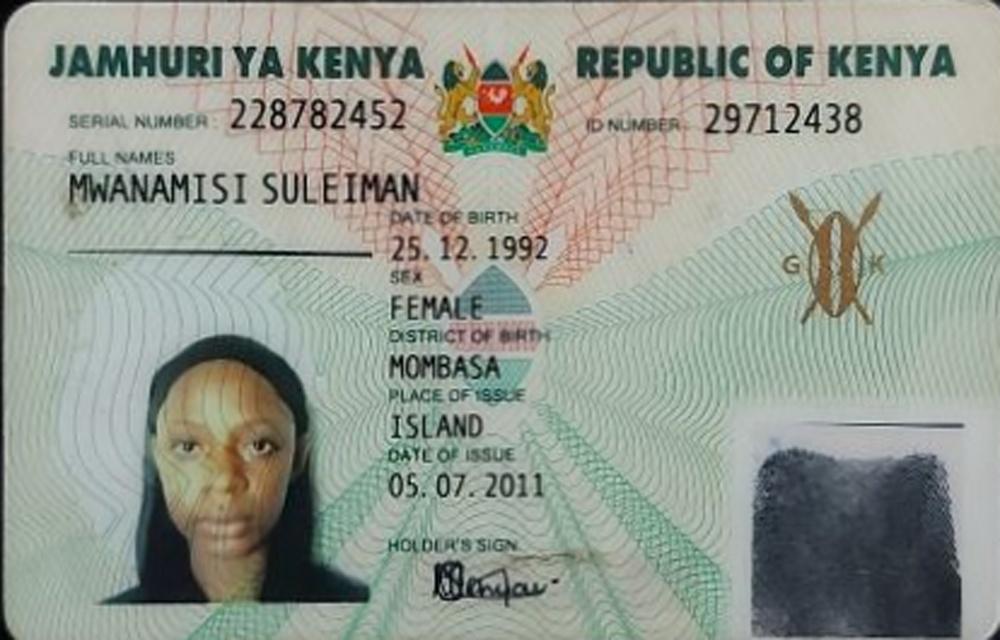 JAMHURI YA KENYA REPUBLIC OF KENYA
SERIAL NUMBER : 228782452 ID NUMBER : 29712438
FULL NAMES
MWANAMISI SULEIMAN
DATE OF BIRTH
25. 12. 1992
SEX
FEMALE
DISTRICT OF BIRTH
MOMBASA
PLACE OF ISSUE
ISLAND
DATE OF ISSUE
05. 07. 2011
HOLDER'S SIGN.
G K